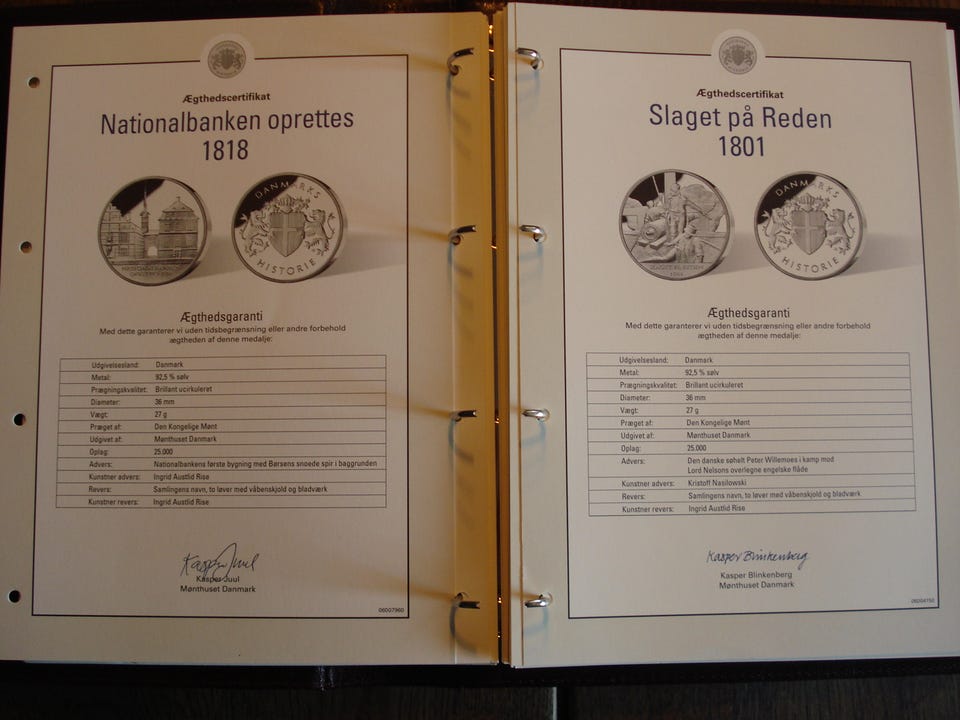 Ægthedscertifikat
Nationalbanken oprettes
1818
DANMARKS
HISTORIE
Ægthedsgaranti
Med dette garanterer vi uden tidsbegrænsning eller andre forbehold
ægtheden af denne medalje:
Udgivelsesland: Danmark
Metal: 92,5 % sølv
Prægningskvalitet: Brillant ucirkuleret
Diameter: 36 mm
Vægt: 27 g
Præget af: Den Kongelige Mønt
Udgivet af: Mønthuset Danmark
Oplag: 25.000
Advers: Nationalbankens første bygning med Børsens snoede spir i baggrunden
Kunstner advers: Ingrid Austlid Rise
Revers: Samlingens navn, to løver med våbenskjold og bladværk
Kunstner revers: Ingrid Austlid Rise
Kasper Juul
Kasper Juul
Mønthuset Danmark
06007960
Ægthedscertifikat
Slaget på Reden
1801
DANMARKS
HISTORIE
Ægthedsgaranti
Med dette garanterer vi uden tidsbegrænsning eller andre forbehold
ægtheden af denne medalje:
Udgivelsesland: Danmark
Metal: 92,5 % sølv
Prægningskvalitet: Brillant ucirkuleret
Diameter: 36 mm
Vægt: 27 g
Præget af: Den Kongelige Mønt
Udgivet af: Mønthuset Danmark
Oplag: 25.000
Advers: Den danske søhelt Peter Willemoes i kamp mod
Lord Nelsons overlegne engelske flåde
Kunstner advers: Kristoff Nasilowski
Revers: Samlingens navn, to løver med våbenskjold og bladværk
Kunstner revers: Ingrid Austlid Rise
Kasper Blinkenberg
Kasper Blinkenberg
Mønthuset Danmark
06004150